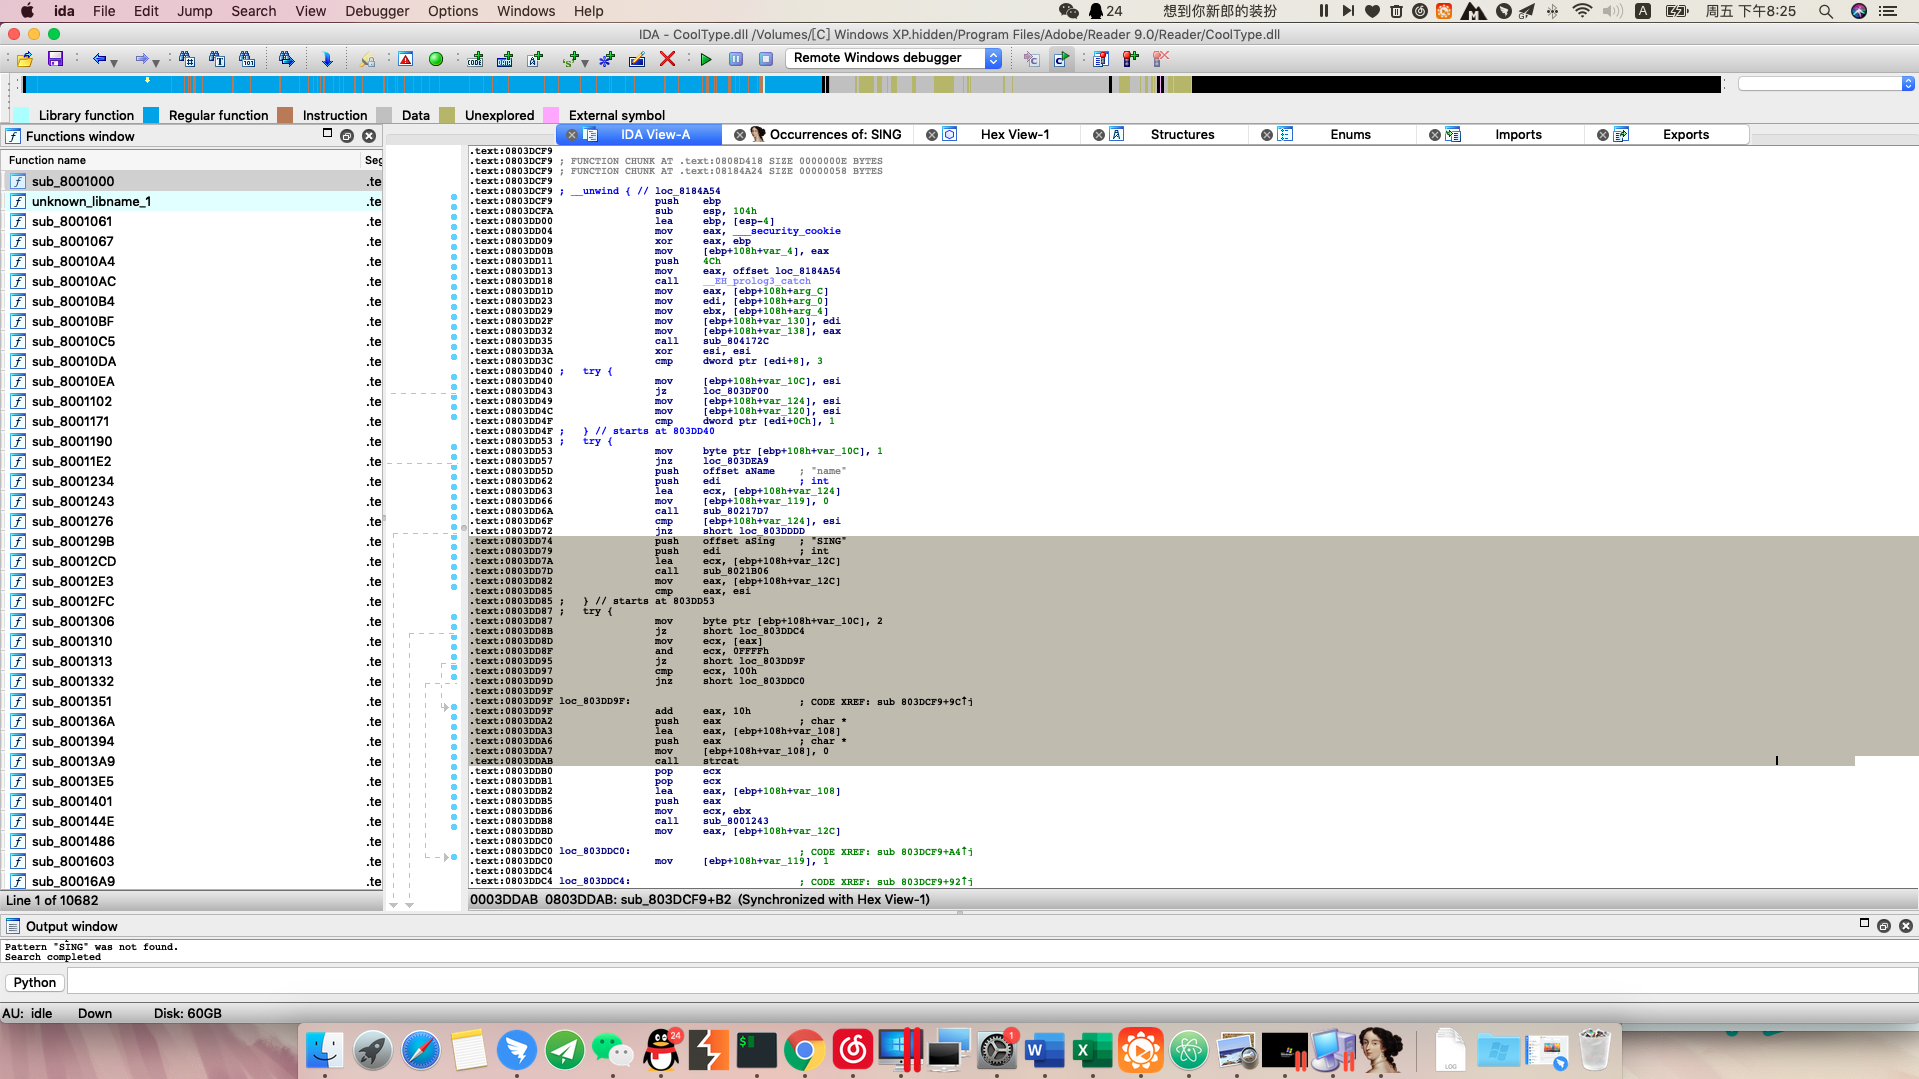 ida File Edit Jump Search View Debugger Options Windows Help 24 想到你新郎的装扮 A 周五 下午8:25
IDA - CoolType.dll /Volumes/[C] Windows XP.hidden/Program Files/Adobe/Reader 9.0/Reader/CoolType.dll
Remote Windows debugger
Library function Regular function Instruction Data Unexplored External symbol
Functions window
IDA View-A Occurrences of: SING Hex View-1 Structures Enums Imports Exports
Function name Seg
sub_8001000 .te
unknown_libname_1 .te
sub_8001061 .te
sub_8001067 .te
sub_80010A4 .te
sub_80010AC .te
sub_80010B4 .te
sub_80010BF .te
sub_80010C5 .te
sub_80010DA .te
sub_80010EA .te
sub_8001102 .te
sub_8001171 .te
sub_8001190 .te
sub_80011E2 .te
sub_8001234 .te
sub_8001243 .te
sub_8001276 .te
sub_800129B .te
sub_80012CD .te
sub_80012E3 .te
sub_80012FC .te
sub_8001306 .te
sub_8001310 .te
sub_8001313 .te
sub_8001332 .te
sub_8001351 .te
sub_800136A .te
sub_8001394 .te
sub_80013A9 .te
sub_80013E5 .te
sub_8001401 .te
sub_800144E .te
sub_8001486 .te
sub_8001603 .te
sub_80016A9 .te
Line 1 of 10682
.text:0803DCF9
.text:0803DCF9 ; FUNCTION CHUNK AT .text:0808D418 SIZE 0000000E BYTES
.text:0803DCF9 ; FUNCTION CHUNK AT .text:08184A24 SIZE 00000058 BYTES
.text:0803DCF9
.text:0803DCF9 ; __unwind { // loc_8184A54
.text:0803DCF9 push ebp
.text:0803DCFA sub esp, 104h
.text:0803DD00 lea ebp, [esp-4]
.text:0803DD04 mov eax, ___security_cookie
.text:0803DD09 xor eax, ebp
.text:0803DD0B mov [ebp+108h+var_4], eax
.text:0803DD11 push 4Ch
.text:0803DD13 mov eax, offset loc_8184A54
.text:0803DD18 call __EH_prolog3_catch
.text:0803DD1D mov eax, [ebp+108h+arg_C]
.text:0803DD23 mov edi, [ebp+108h+arg_0]
.text:0803DD29 mov ebx, [ebp+108h+arg_4]
.text:0803DD2F mov [ebp+108h+var_130], edi
.text:0803DD32 mov [ebp+108h+var_138], eax
.text:0803DD35 call sub_804172C
.text:0803DD3A xor esi, esi
.text:0803DD3C cmp dword ptr [edi+8], 3
.text:0803DD40 ; try {
.text:0803DD40 mov [ebp+108h+var_10C], esi
.text:0803DD43 jz loc_803DF00
.text:0803DD49 mov [ebp+108h+var_124], esi
.text:0803DD4C mov [ebp+108h+var_120], esi
.text:0803DD4F cmp dword ptr [edi+0Ch], 1
.text:0803DD4F ; } // starts at 803DD40
.text:0803DD53 ; try {
.text:0803DD53 mov byte ptr [ebp+108h+var_10C], 1
.text:0803DD57 jnz loc_803DEA9
.text:0803DD5D push offset aName ; "name"
.text:0803DD62 push edi ; int
.text:0803DD63 lea ecx, [ebp+108h+var_124]
.text:0803DD66 mov [ebp+108h+var_119], 0
.text:0803DD6A call sub_80217D7
.text:0803DD6F cmp [ebp+108h+var_124], esi
.text:0803DD72 jnz short loc_803DDDD
.text:0803DD74 push offset aSing ; "SING"
.text:0803DD79 push edi ; int
.text:0803DD7A lea ecx, [ebp+108h+var_12C]
.text:0803DD7D call sub_8021B06
.text:0803DD82 mov eax, [ebp+108h+var_12C]
.text:0803DD85 cmp eax, esi
.text:0803DD85 ; } // starts at 803DD53
.text:0803DD87 ; try {
.text:0803DD87 mov byte ptr [ebp+108h+var_10C], 2
.text:0803DD8B jz short loc_803DDC4
.text:0803DD8D mov ecx, [eax]
.text:0803DD8F and ecx, 0FFFFh
.text:0803DD95 jz short loc_803DD9F
.text:0803DD97 cmp ecx, 100h
.text:0803DD9D jnz short loc_803DDC0
.text:0803DD9F
.text:0803DD9F loc_803DD9F: ; CODE XREF: sub_803DCF9+9C↑j
.text:0803DD9F add eax, 10h
.text:0803DDA2 push eax ; char *
.text:0803DDA3 lea eax, [ebp+108h+var_108]
.text:0803DDA6 push eax ; char *
.text:0803DDA7 mov [ebp+108h+var_108], 0
.text:0803DDAB call strcat
.text:0803DDB0 pop ecx
.text:0803DDB1 pop ecx
.text:0803DDB2 lea eax, [ebp+108h+var_108]
.text:0803DDB5 push eax
.text:0803DDB6 mov ecx, ebx
.text:0803DDB8 call sub_8001243
.text:0803DDBD mov eax, [ebp+108h+var_12C]
.text:0803DDC0
.text:0803DDC0 loc_803DDC0: ; CODE XREF: sub_803DCF9+A4↑j
.text:0803DDC0 mov [ebp+108h+var_119], 1
.text:0803DDC4
.text:0803DDC4 loc_803DDC4: ; CODE XREF: sub_803DCF9+92↑j
0003DDAB 0803DDAB: sub_803DCF9+B2 (Synchronized with Hex View-1)
Output window
Pattern "SING" was not found.
Search completed
Python
AU: idle Down Disk: 60GB
24 1
LOG